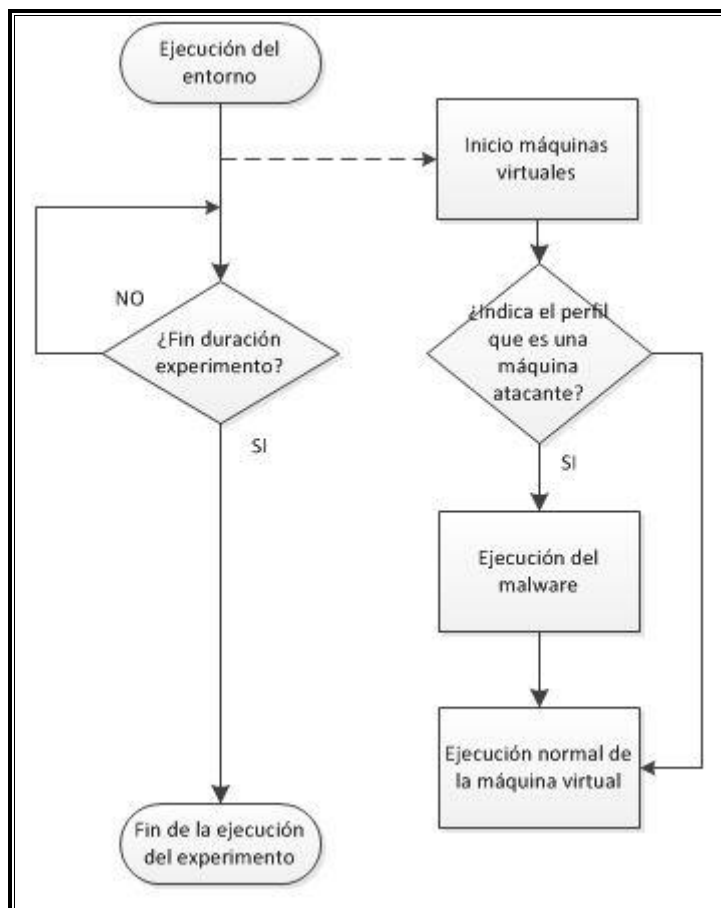 Ejecución del
entorno
Inicio máquinas
virtuales
NO
¿Fin duración
experimento?
SI
¿Indica el perfil
que es una
máquina
atacante?
SI
Ejecución del
malware
Ejecución normal de
la máquina virtual
Fin de la ejecución
del experimento